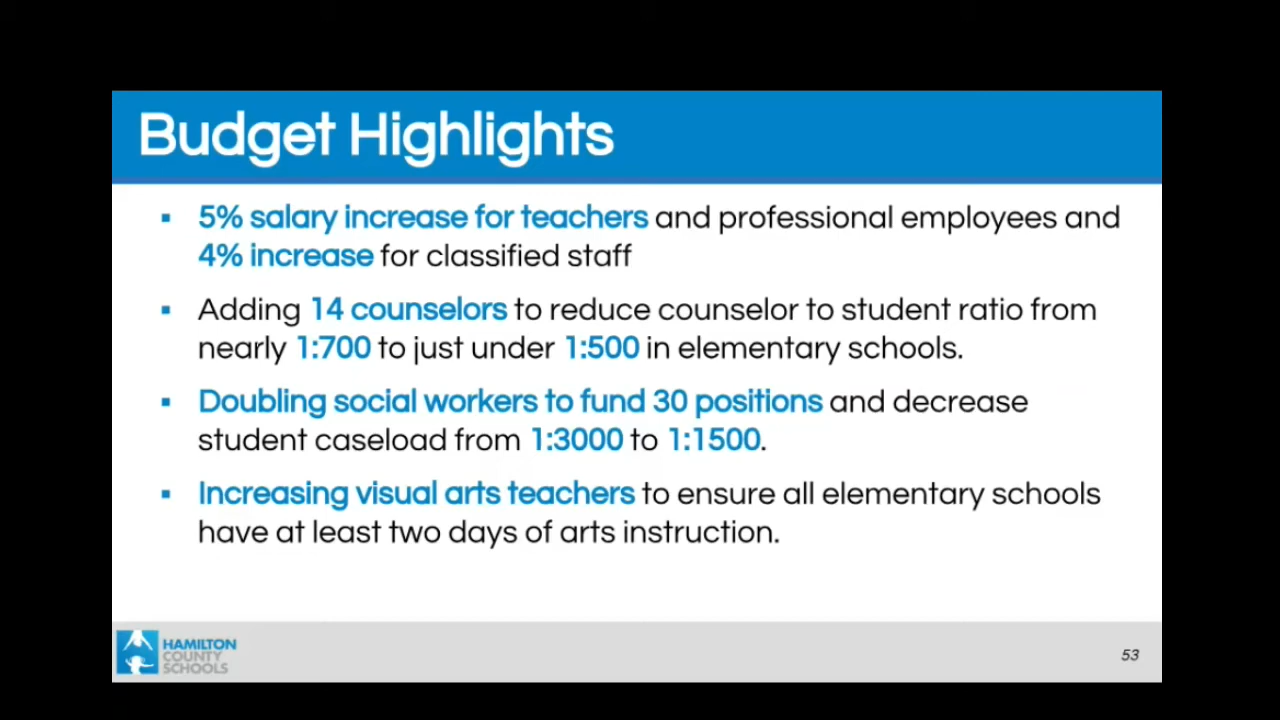 Budget Highlights
▪ 5% salary increase for teachers and professional employees and
4% increase for classified staff
▪ Adding 14 counselors to reduce counselor to student ratio from
nearly 1:700 to just under 1:500 in elementary schools.
▪ Doubling social workers to fund 30 positions and decrease
student caseload from 1:3000 to 1:1500.
▪ Increasing visual arts teachers to ensure all elementary schools
have at least two days of arts instruction.
HAMILTON
COUNTY
SCHOOLS
53